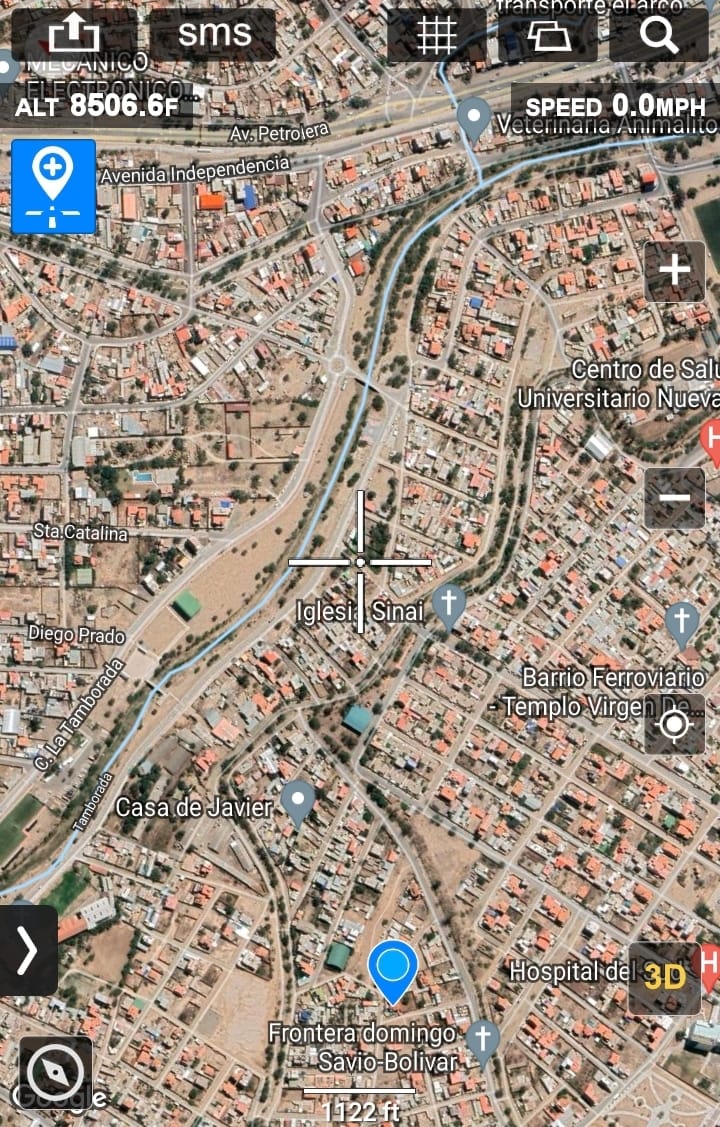 transporte el arco
sms
MECÁNICO
ELECTRÓNICO...
ALT 8506.6F
SPEED 0.0MPH
Av. Petrolera
Veterinaria Animalito
Avenida Independencia
Centro de Salu
Universitario Nueva
H
Sta.Catalina
Iglesia Sinai
Diego Prado
Barrio Ferroviario
- Templo Virgen De...
C. La Tamborada
Casa de Javier
Tamborada
Hospital del
3D
H
Frontera domingo
Savio-Bolivar
Google
1122 ft